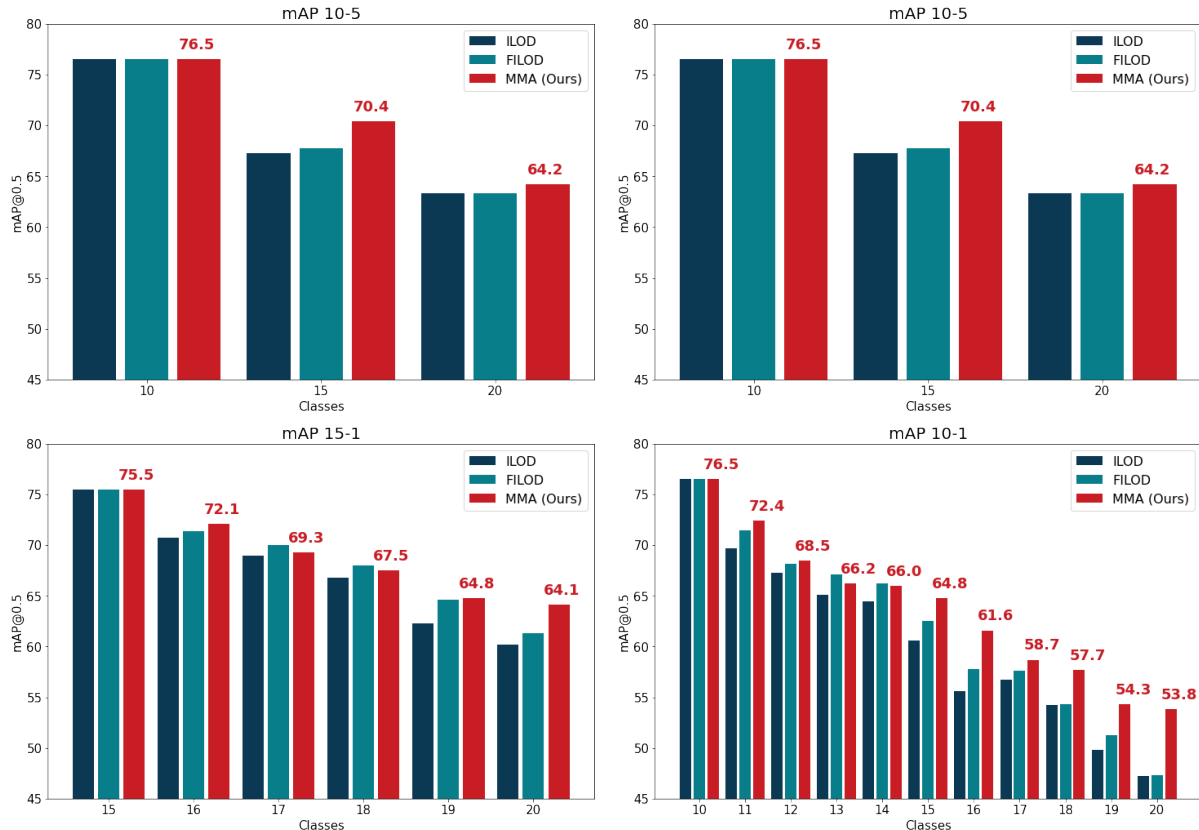 mAP 10-5
80
75
70
65
60
55
50
45
mAP@0.5
76.5
70.4
64.2
ILOD
FILOD
MMA (Ours)
10 15 20
Classes
mAP 10-5
80
75
70
65
60
55
50
45
mAP@0.5
76.5
70.4
64.2
ILOD
FILOD
MMA (Ours)
10 15 20
Classes
mAP 15-1
80
75
70
65
60
55
50
45
mAP@0.5
75.5
72.1
69.3
67.5
64.8
64.1
ILOD
FILOD
MMA (Ours)
15 16 17 18 19 20
Classes
mAP 10-1
80
75
70
65
60
55
50
45
mAP@0.5
76.5
72.4
68.5
66.2
66.0
64.8
61.6
58.7
57.7
54.3
53.8
ILOD
FILOD
MMA (Ours)
10 11 12 13 14 15 16 17 18 19 20
Classes